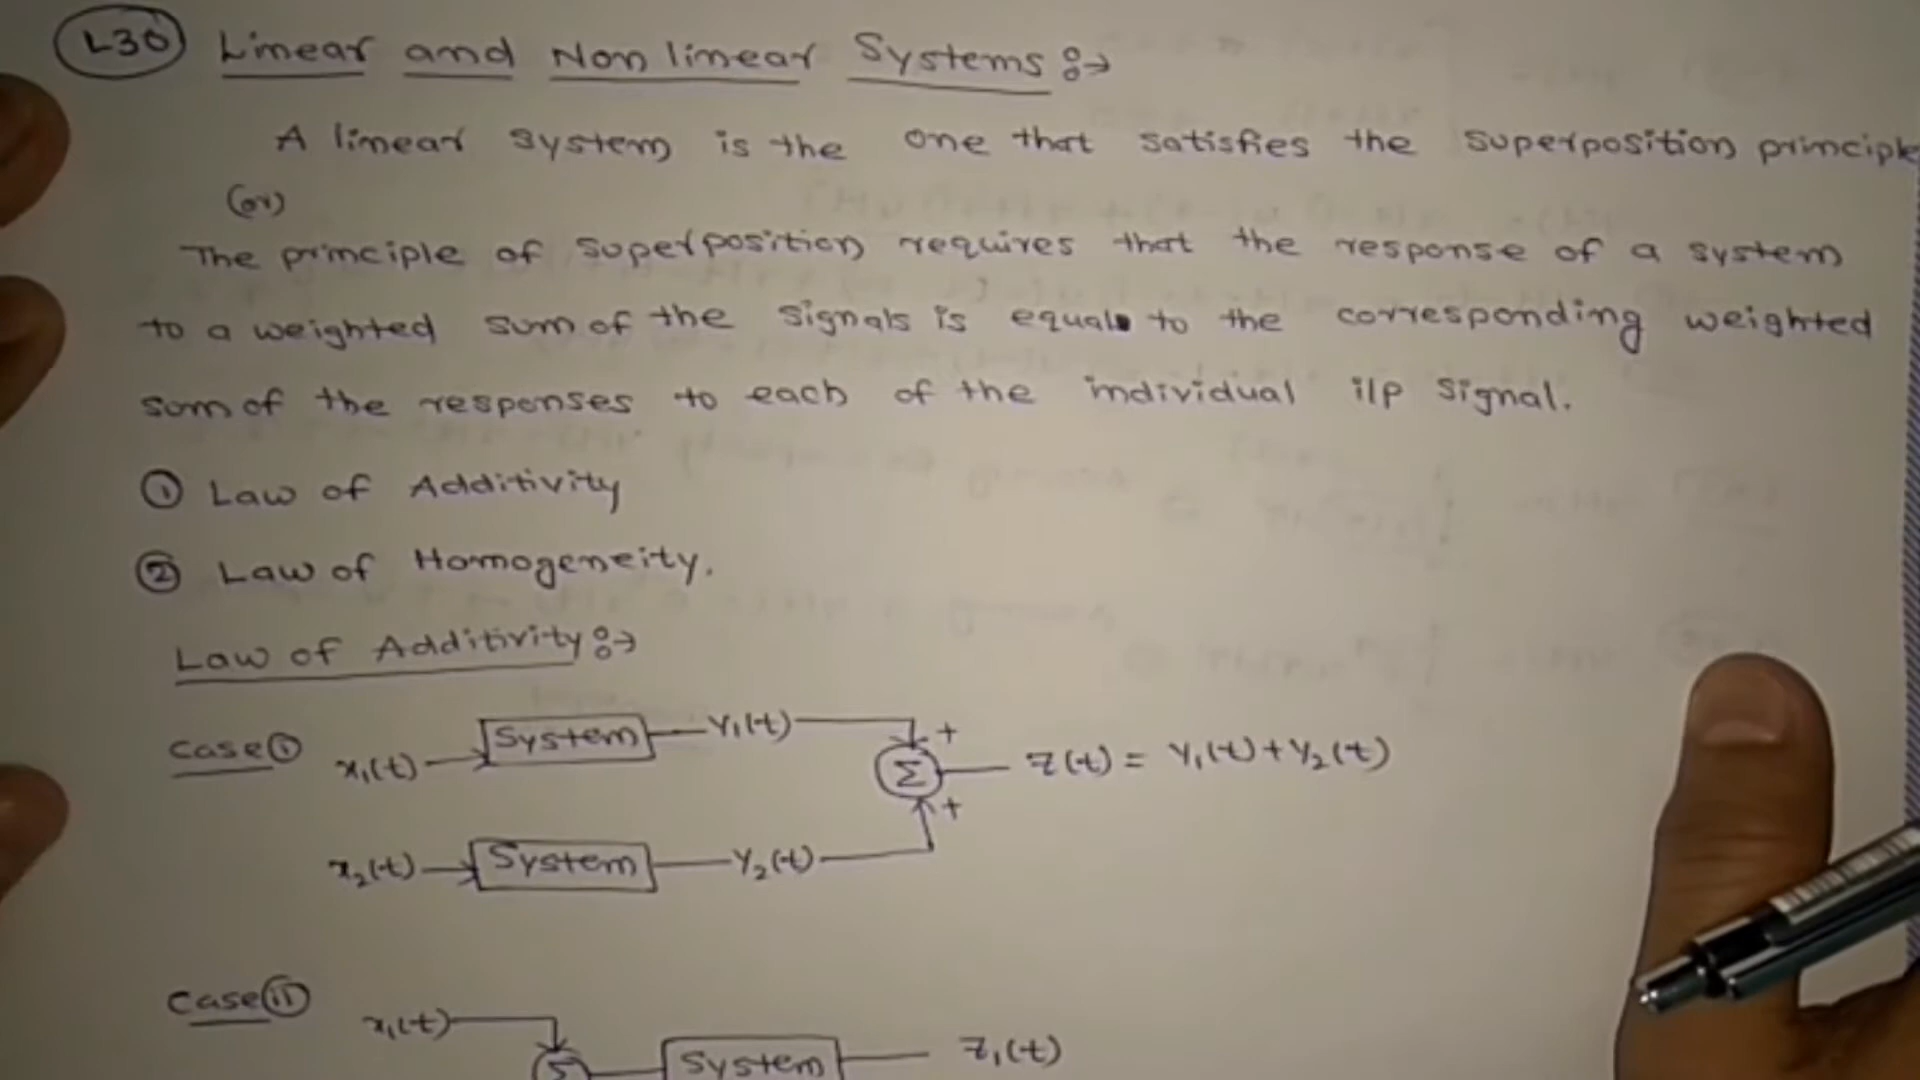 L30 Linear and Non linear Systems :→
A linear system is the one that satisfies the superposition principle
(or)
The principle of superposition requires that the response of a system
to a weighted sum of the signals is equal to the corresponding weighted
sum of the responses to each of the individual i/p signal.
① Law of Additivity
② Law of Homogeneity.
Law of Additivity :→
Case ⓘ x₁(t) System y₁(t) + Σ + z(t) = y₁(t) + y₂(t)
x₂(t) System y₂(t)
Case ⓘⓘ x₁(t) Σ System z₁(t)